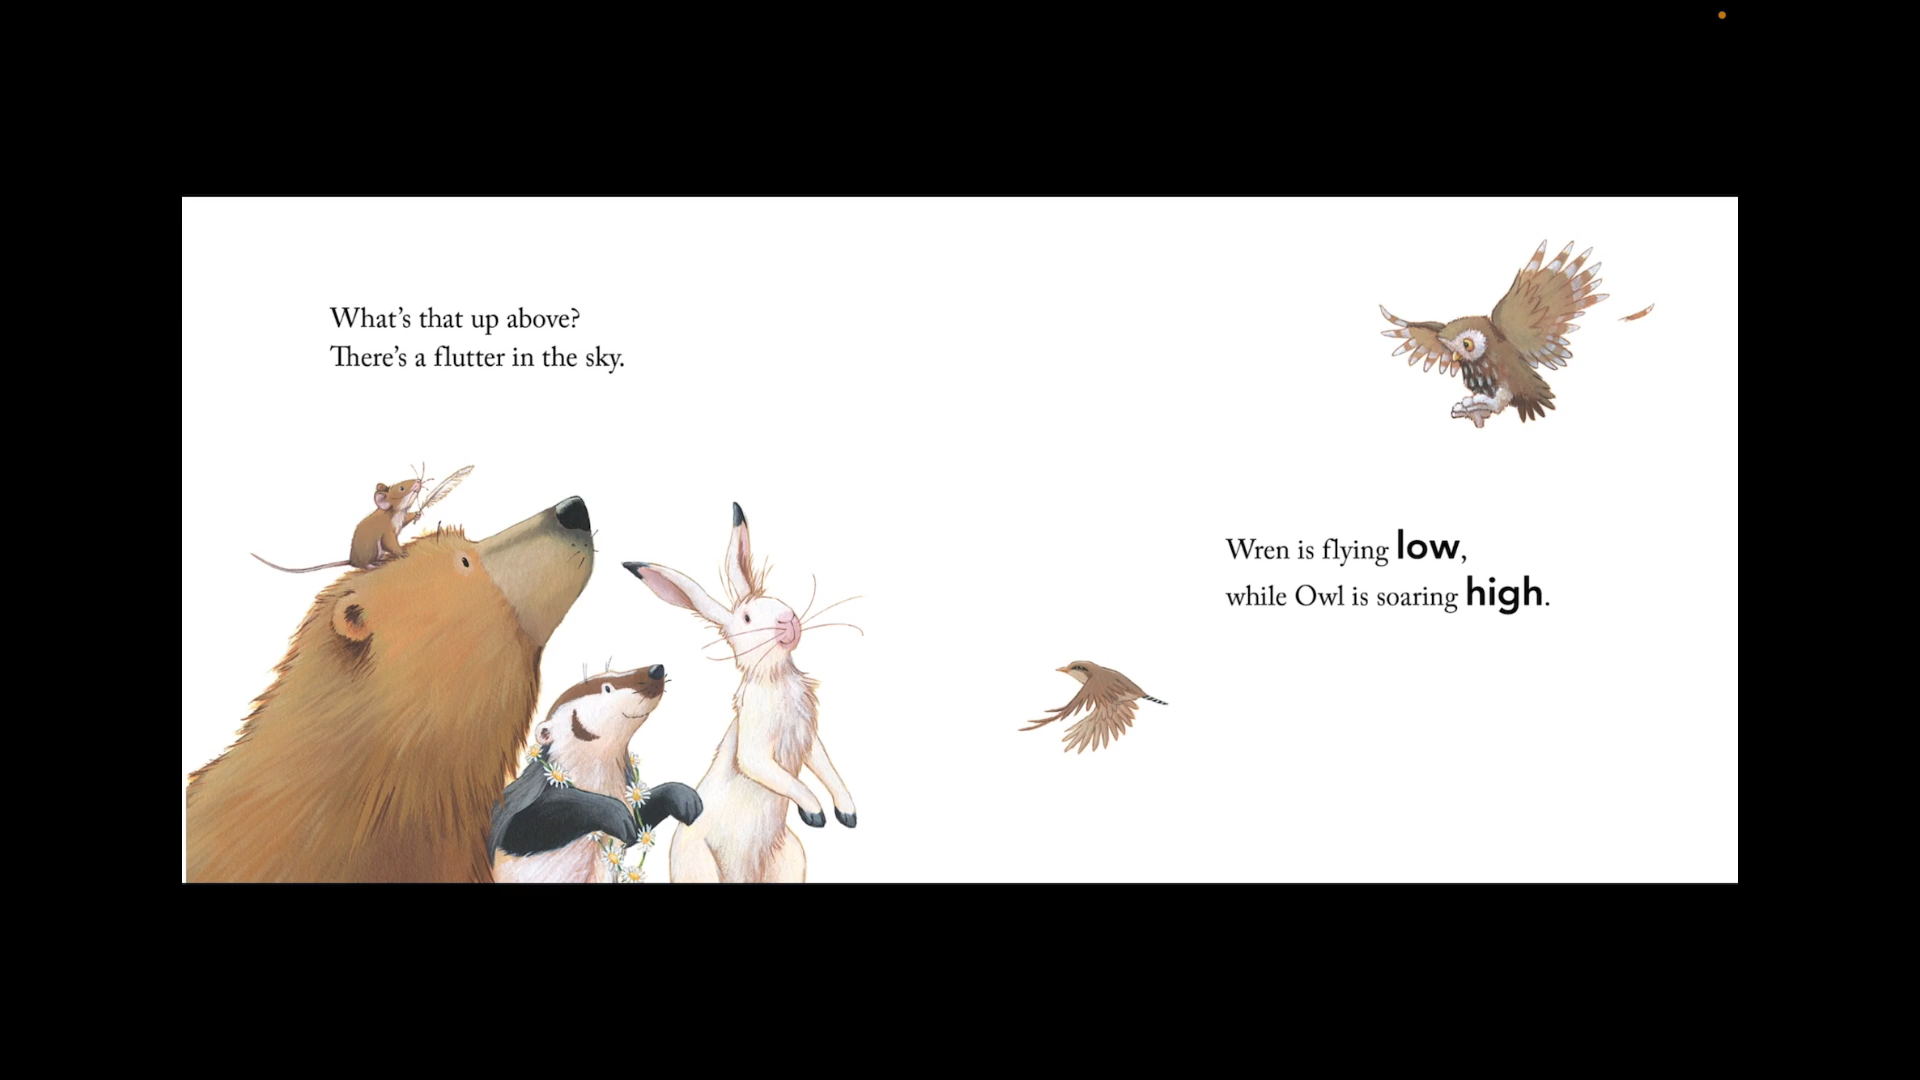 What’s that up above?
There’s a flutter in the sky.
Wren is flying low,
while Owl is soaring high.